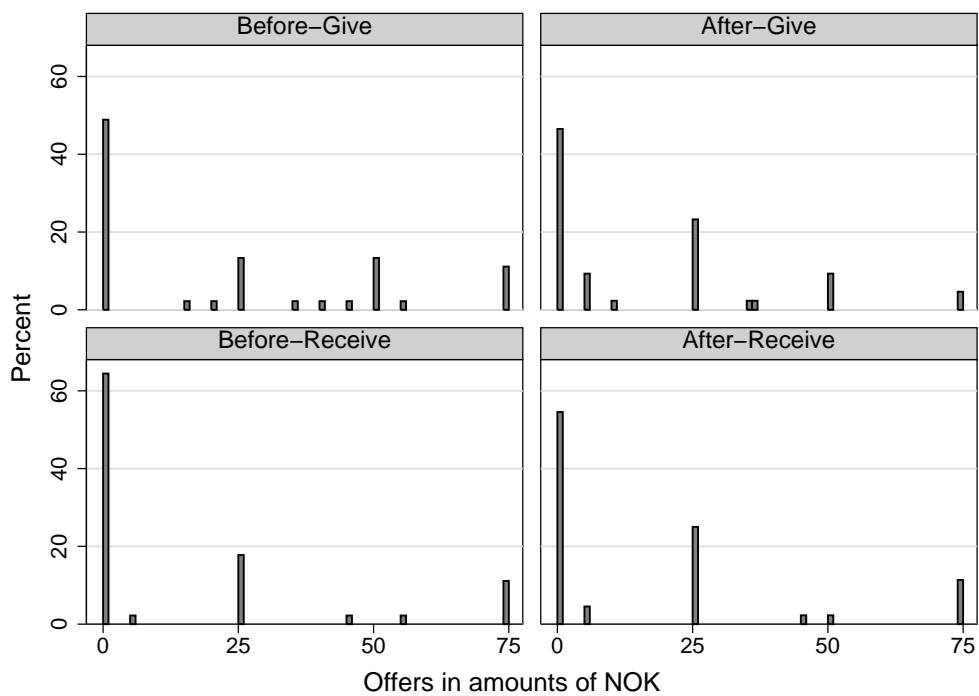 Before−Give
After−Give
60
40
20
0
Before−Receive
After−Receive
60
40
20
0
0
25
50
75
0
25
50
75
Percent
Offers in amounts of NOK